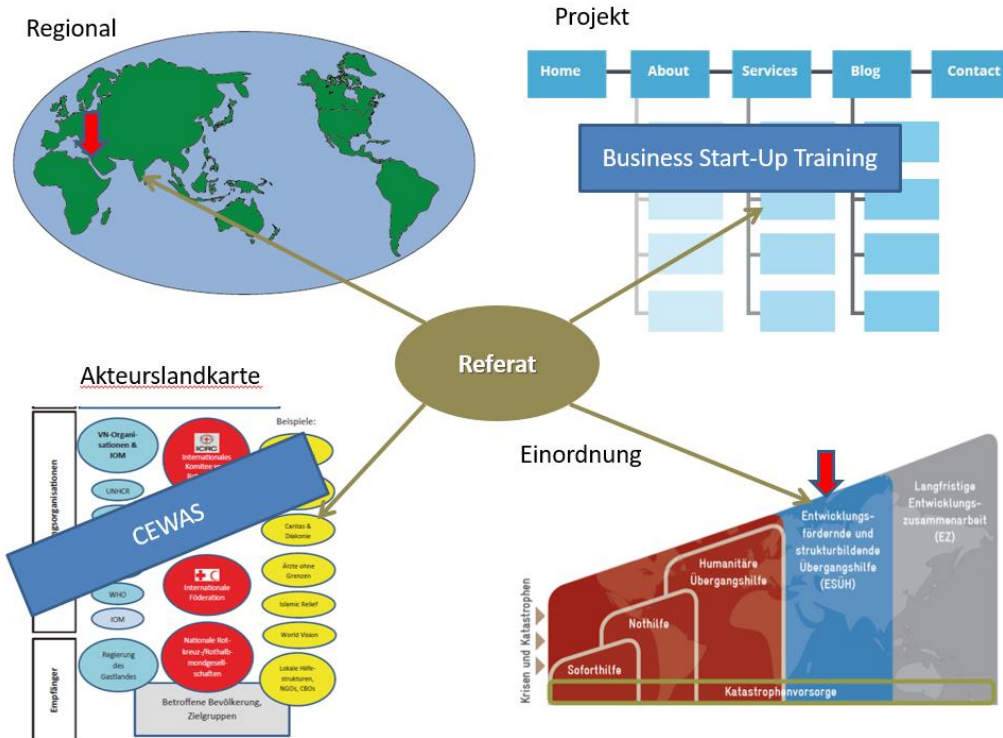 Regional
Projekt
Home
About
Services
Blog
Contact
Business Start-Up Training
Referat
Akteurslandkarte
Beispiele:
VN-Organi-
sationen &
IOM
ICRC
Internationales
Komitee
UNHCR
CEWAS
Caritas &
Diakonie
Ärzte ohne
Grenzen
Internationale
Föderation
WHO
Islamic Relief
IOM
World Vision
Nationale Rot-
kreuz-/Rothalb-
mondgesell-
schaften
Regierung
des
Gastlandes
Lokale Hilfe-
strukturen,
NGOs, CBOs
Empfänger
Betroffene Bevölkerung,
Zielgruppen
Einordnung
Krisen und Katastrophen
Soforthilfe
Nothilfe
Humanitäre
Übergangshilfe
Entwicklungs-
fördernde und
strukturbildende
Übergangshilfe
(ESÜH)
Langfristige
Entwicklungs-
zusammenarbeit
(EZ)
Katastrophenvorsorge